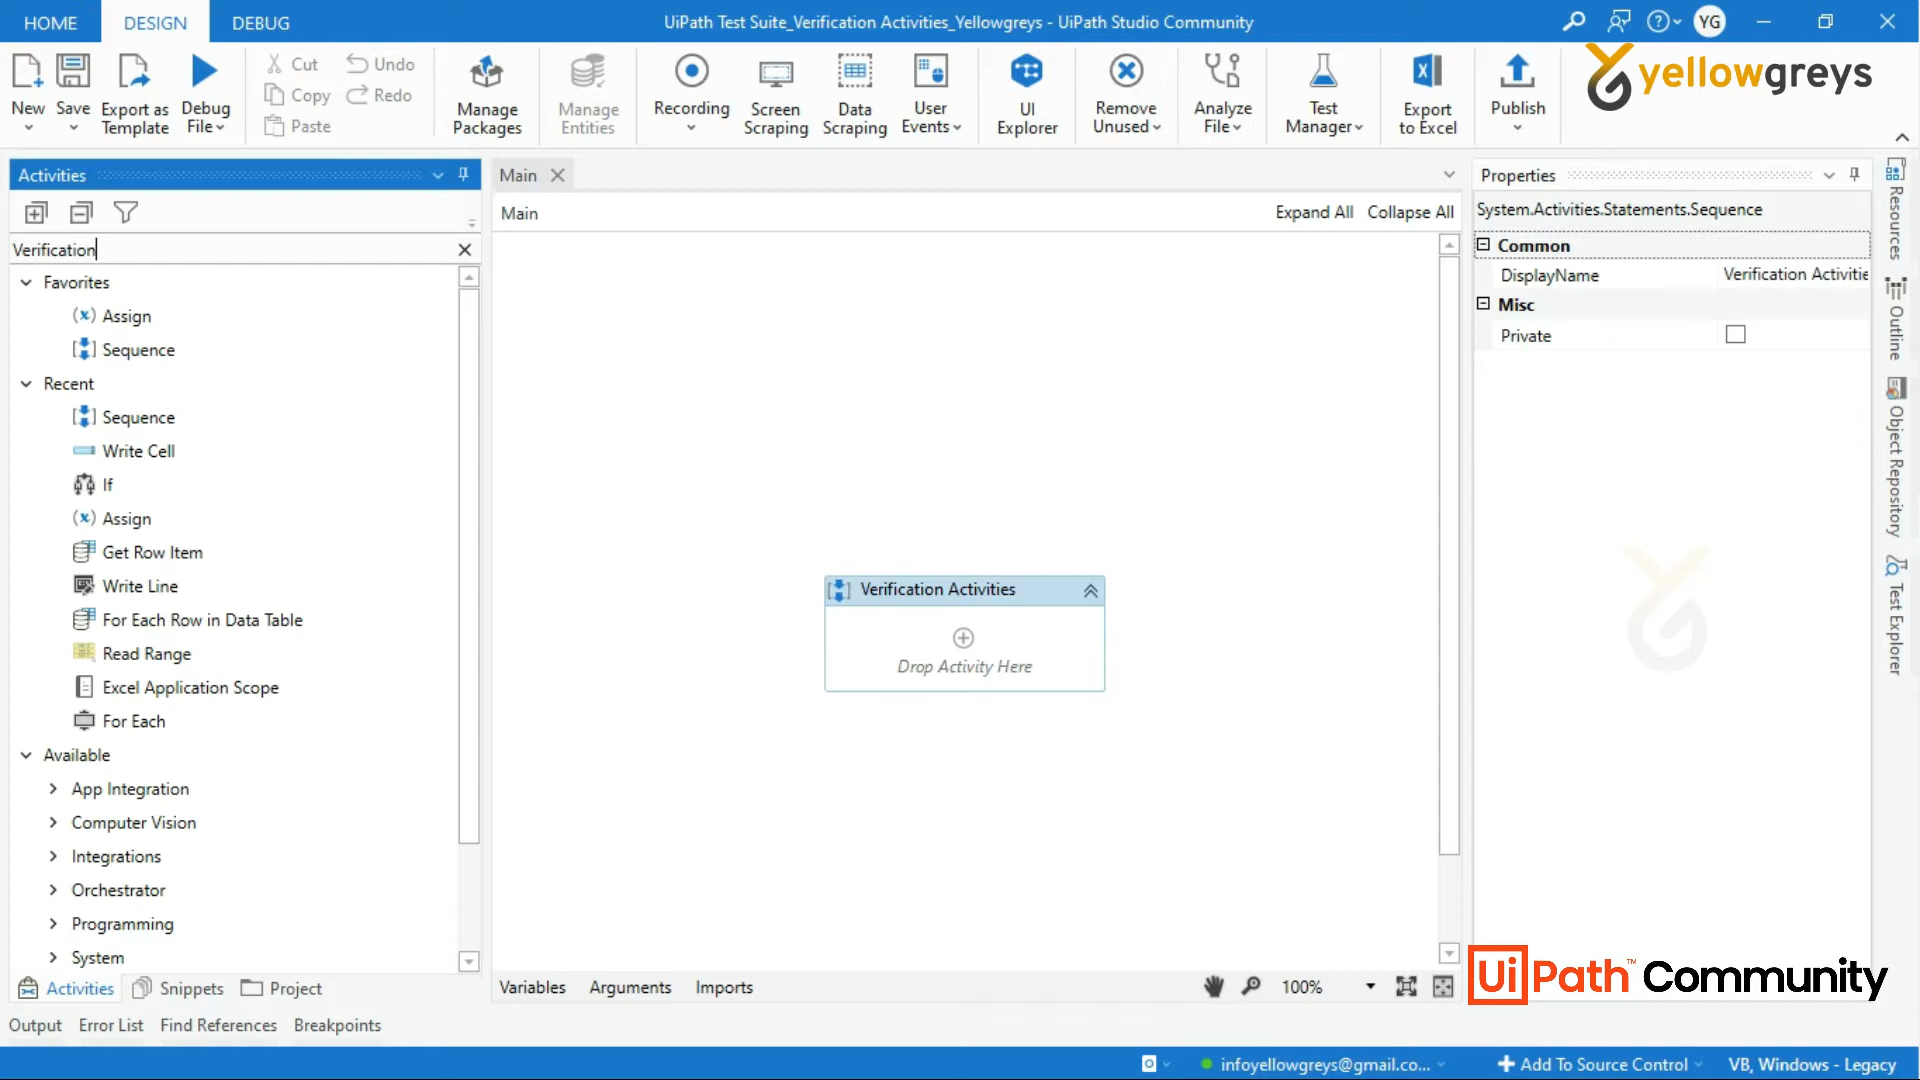 HOME DESIGN DEBUG UiPath Test Suite_Verification Activities_Yellowgreys - UiPath Studio Community YG
New Save Export as Template Debug File Cut Copy Paste Undo Redo Manage Packages Manage Entities Recording Screen Scraping Data Scraping User Events UI Explorer Remove Unused Analyze File Test Manager Export to Excel Publish
yellowgreys
Activities
Verification
Favorites
Assign
Sequence
Recent
Sequence
Write Cell
If
Assign
Get Row Item
Write Line
For Each Row in Data Table
Read Range
Excel Application Scope
For Each
Available
App Integration
Computer Vision
Integrations
Orchestrator
Programming
System
Activities Snippets Project
Main
Main Expand All Collapse All
Verification Activities
Drop Activity Here
Variables Arguments Imports 100%
Properties
System.Activities.Statements.Sequence
Common
DisplayName Verification Activitie
Misc
Private
Resources
Outline
Object Repository
Test Explorer
UiPath™ Community
Output Error List Find References Breakpoints
infoyellowgreys@gmail.co... Add To Source Control VB, Windows - Legacy